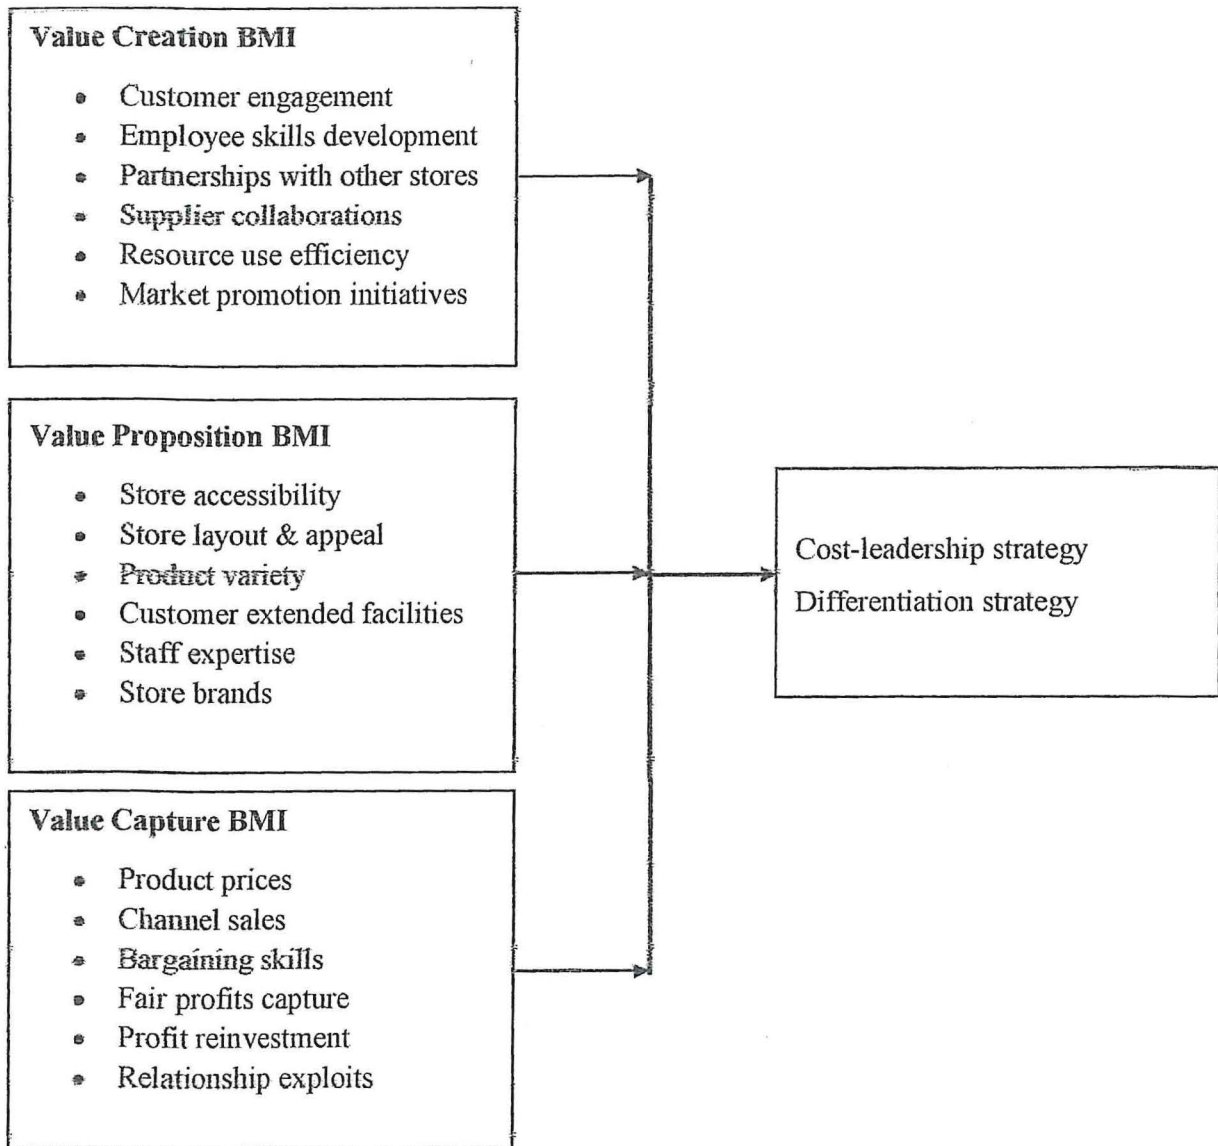 Value Creation BMI
• Customer engagement
• Employee skills development
• Partnerships with other stores
• Supplier collaborations
• Resource use efficiency
• Market promotion initiatives
Value Proposition BMI
• Store accessibility
• Store layout & appeal
• Product variety
• Customer extended facilities
• Staff expertise
• Store brands
Cost-leadership strategy
Differentiation strategy
Value Capture BMI
• Product prices
• Channel sales
• Bargaining skills
• Fair profits capture
• Profit reinvestment
• Relationship exploits